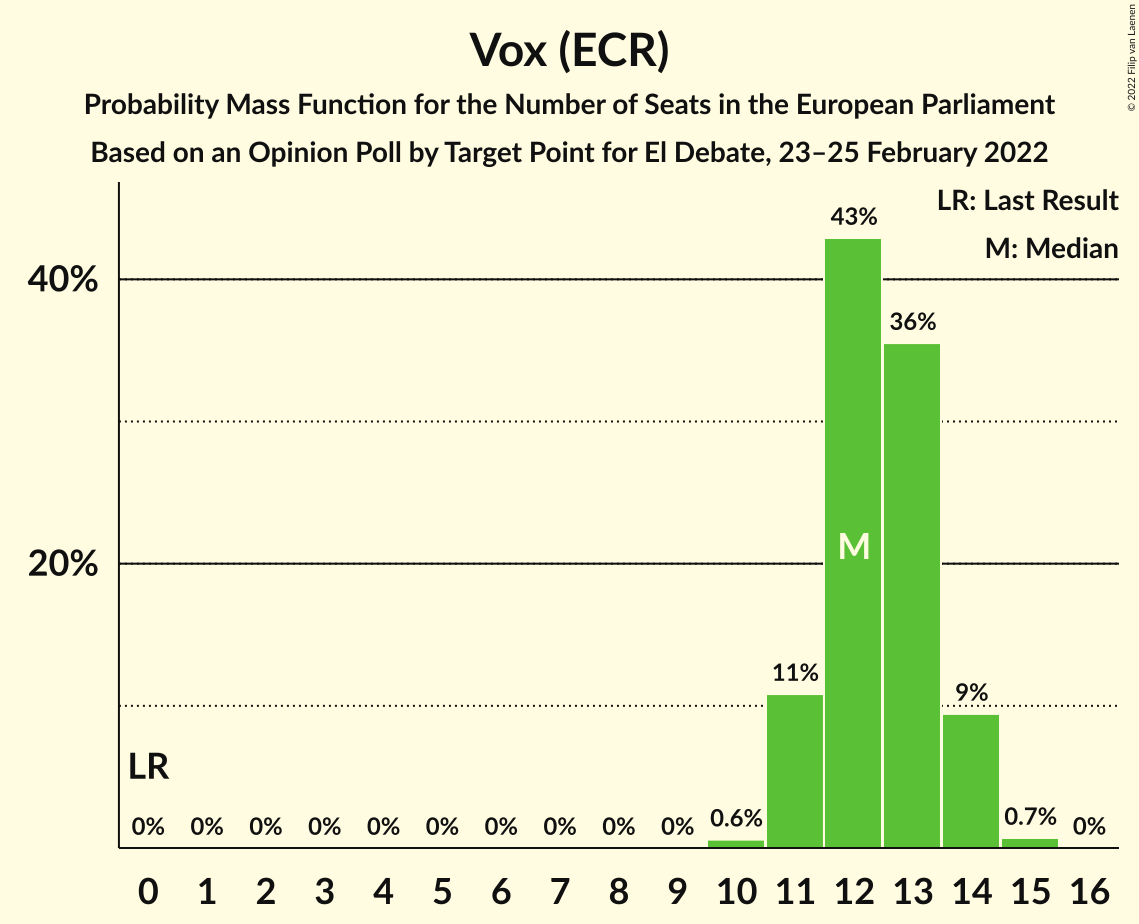 © 2022 Filip van Laenen
Vox (ECR)
Probability Mass Function for the Number of Seats in the European Parliament
Based on an Opinion Poll by Target Point for El Debate, 23–25 February 2022
LR: Last Result
M: Median
43%
40%
36%
20%
M
11%
9%
LR
0% 0% 0% 0% 0% 0% 0% 0% 0% 0% 0.6% 0.7% 0%
0 1 2 3 4 5 6 7 8 9 10 11 12 13 14 15 16